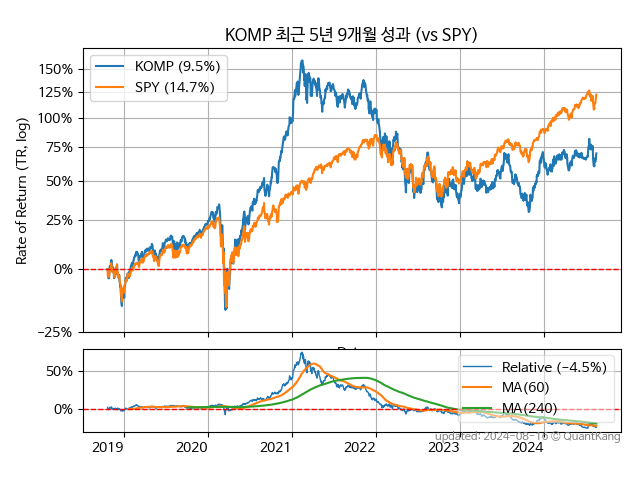 KOMP 최근 5년 9개월 성과 (vs SPY)
KOMP (9.5%)
SPY (14.7%)
Rate of Return (TR, log)
150%
125%
100%
75%
50%
25%
0%
−25%
Relative (−4.5%)
MA(60)
MA(240)
50%
0%
2019
2020
2021
2022
2023
2024
updated: 2024-08-16 © QuantKang